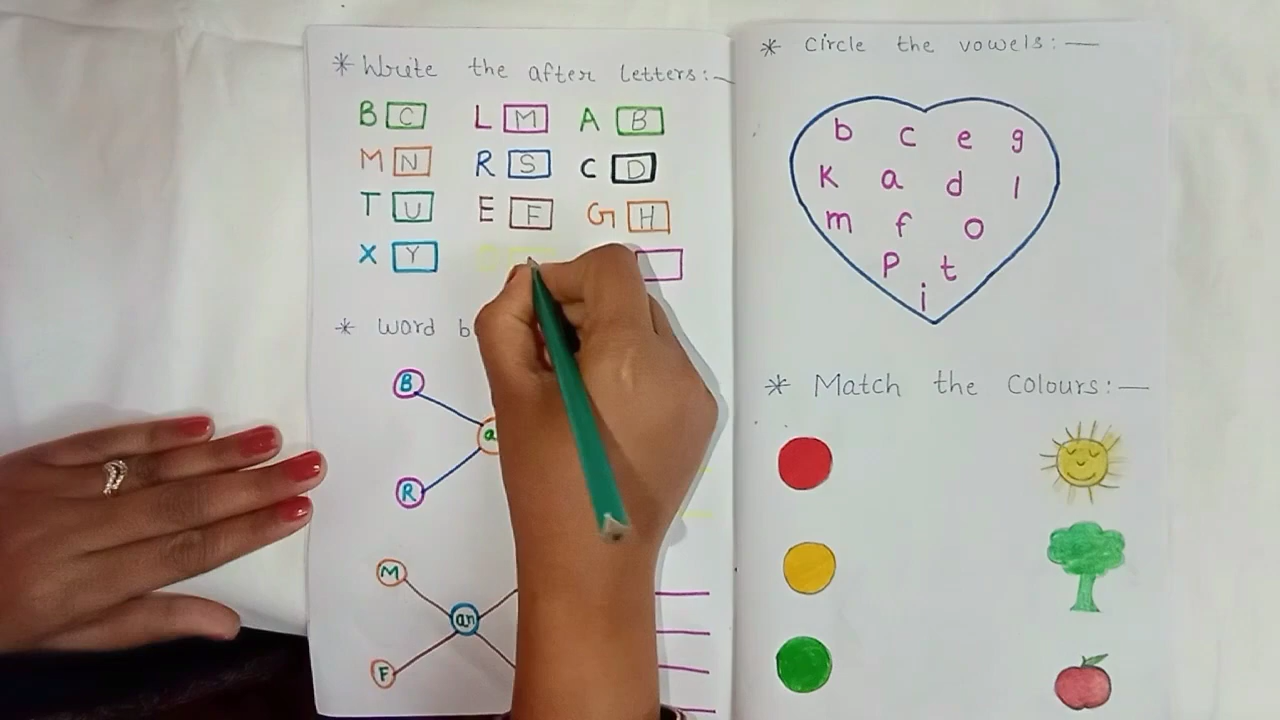 * Write the after letters:—
B C L M A B
M N R S C D
T U E F G H
X Y
* Word
B
a
R
M
an
F
* Circle the vowels:—
b c e g
k a d l
m f o
p t
i
* Match the Colours:—